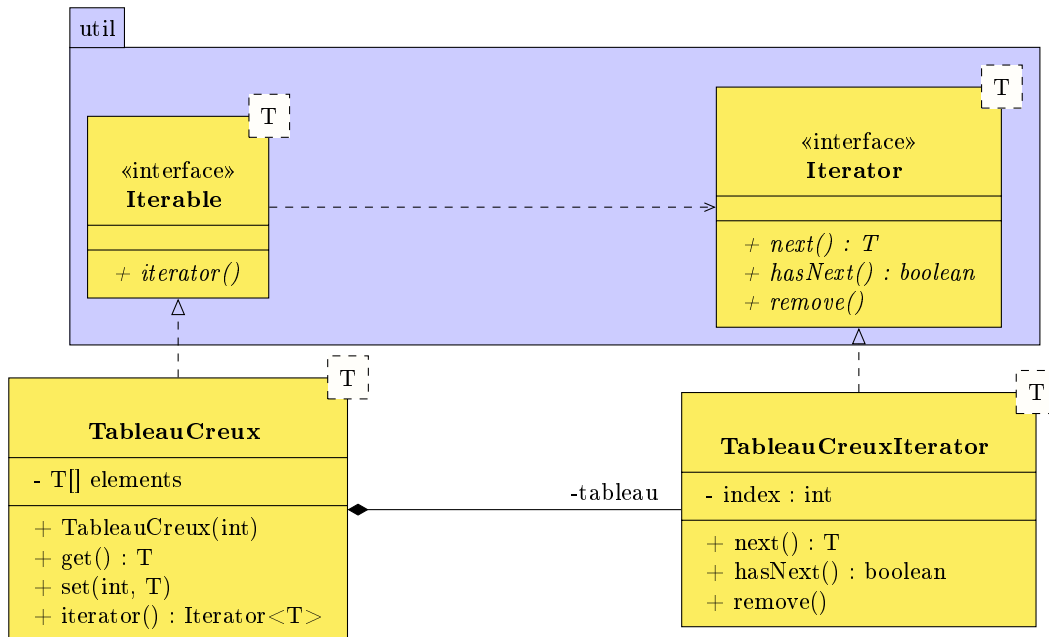 util
T
«interface»
Iterable
+ iterator()
T
«interface»
Iterator
+ next() : T
+ hasNext() : boolean
+ remove()
T
TableauCreux
- T[] elements
+ TableauCreux(int)
+ get() : T
+ set(int, T)
+ iterator() : Iterator<T>
-tableau
T
TableauCreuxIterator
- index : int
+ next() : T
+ hasNext() : boolean
+ remove()